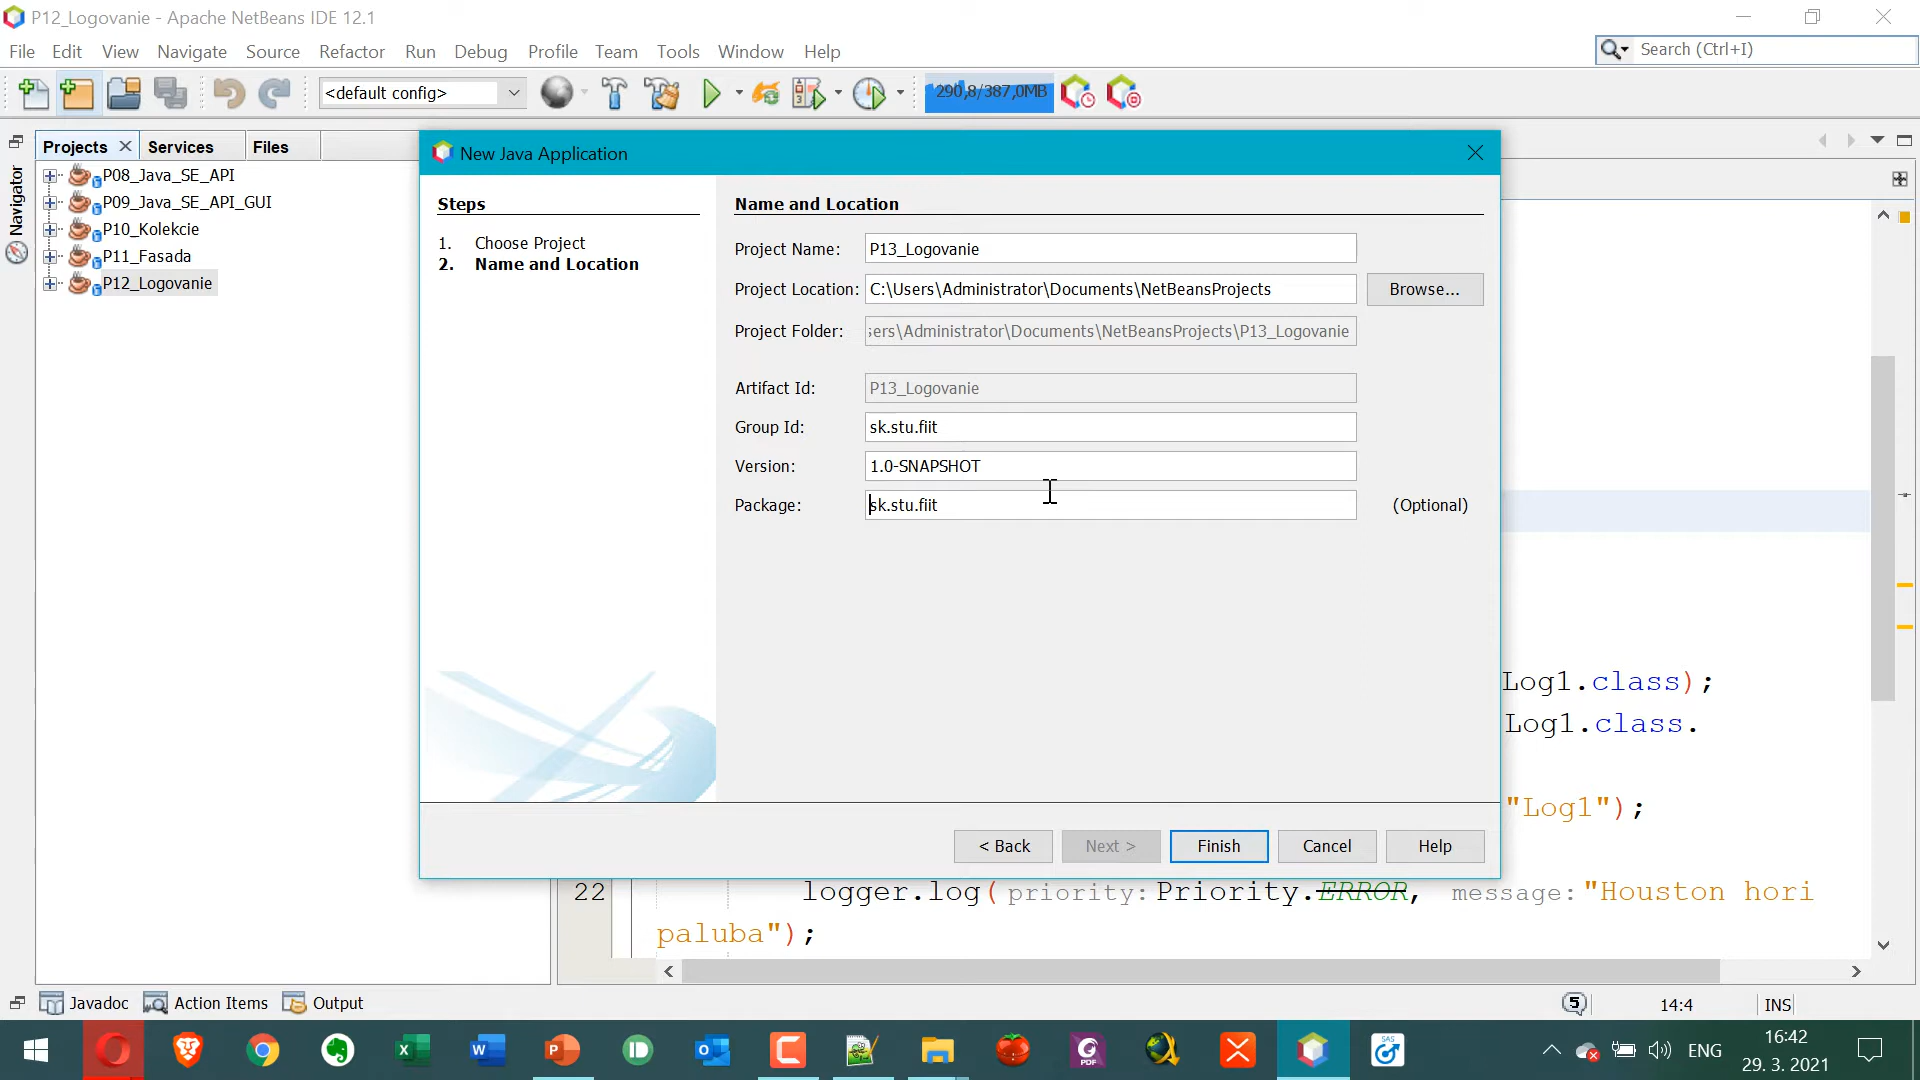 P12_Logovanie - Apache NetBeans IDE 12.1
File Edit View Navigate Source Refactor Run Debug Profile Team Tools Window Help
Search (Ctrl+I)
<default config>
290,8/387,0MB
Projects Services Files
Navigator
P08_Java_SE_API
P09_Java_SE_API_GUI
P10_Kolekcie
P11_Fasada
P12_Logovanie
New Java Application
Steps
1. Choose Project
2. Name and Location
Name and Location
Project Name: P13_Logovanie
Project Location: C:\Users\Administrator\Documents\NetBeansProjects Browse...
Project Folder: sers\Administrator\Documents\NetBeansProjects\P13_Logovanie
Artifact Id: P13_Logovanie
Group Id: sk.stu.fiit
Version: 1.0-SNAPSHOT
Package: sk.stu.fiit (Optional)
< Back Next > Finish Cancel Help
Log1.class);
Log1.class.
"Log1");
22 logger.log(priority:Priority.ERROR, message:"Houston hori
paluba");
Javadoc Action Items Output
5 14:4 INS
PDF SAS
ENG 16:42
29. 3. 2021